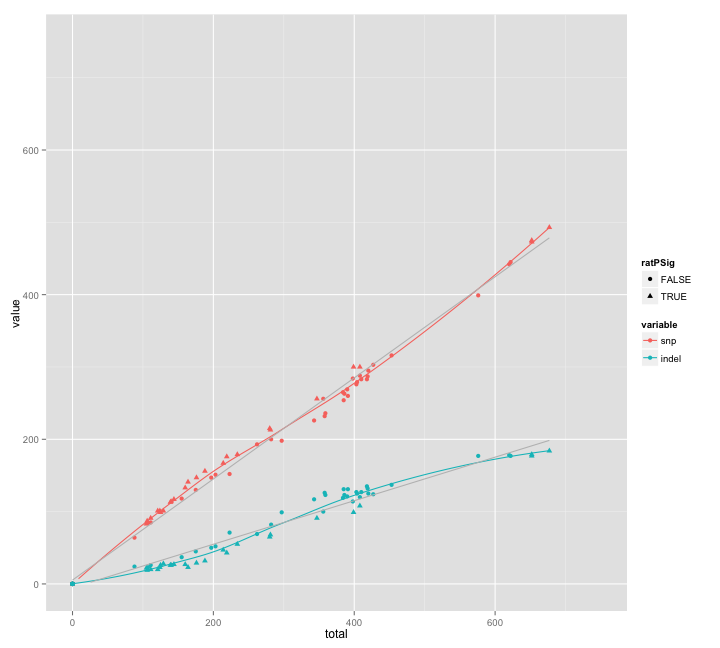 600
400
200
0
value
0
200
400
600
total
ratPSig
FALSE
TRUE
variable
snp
indel